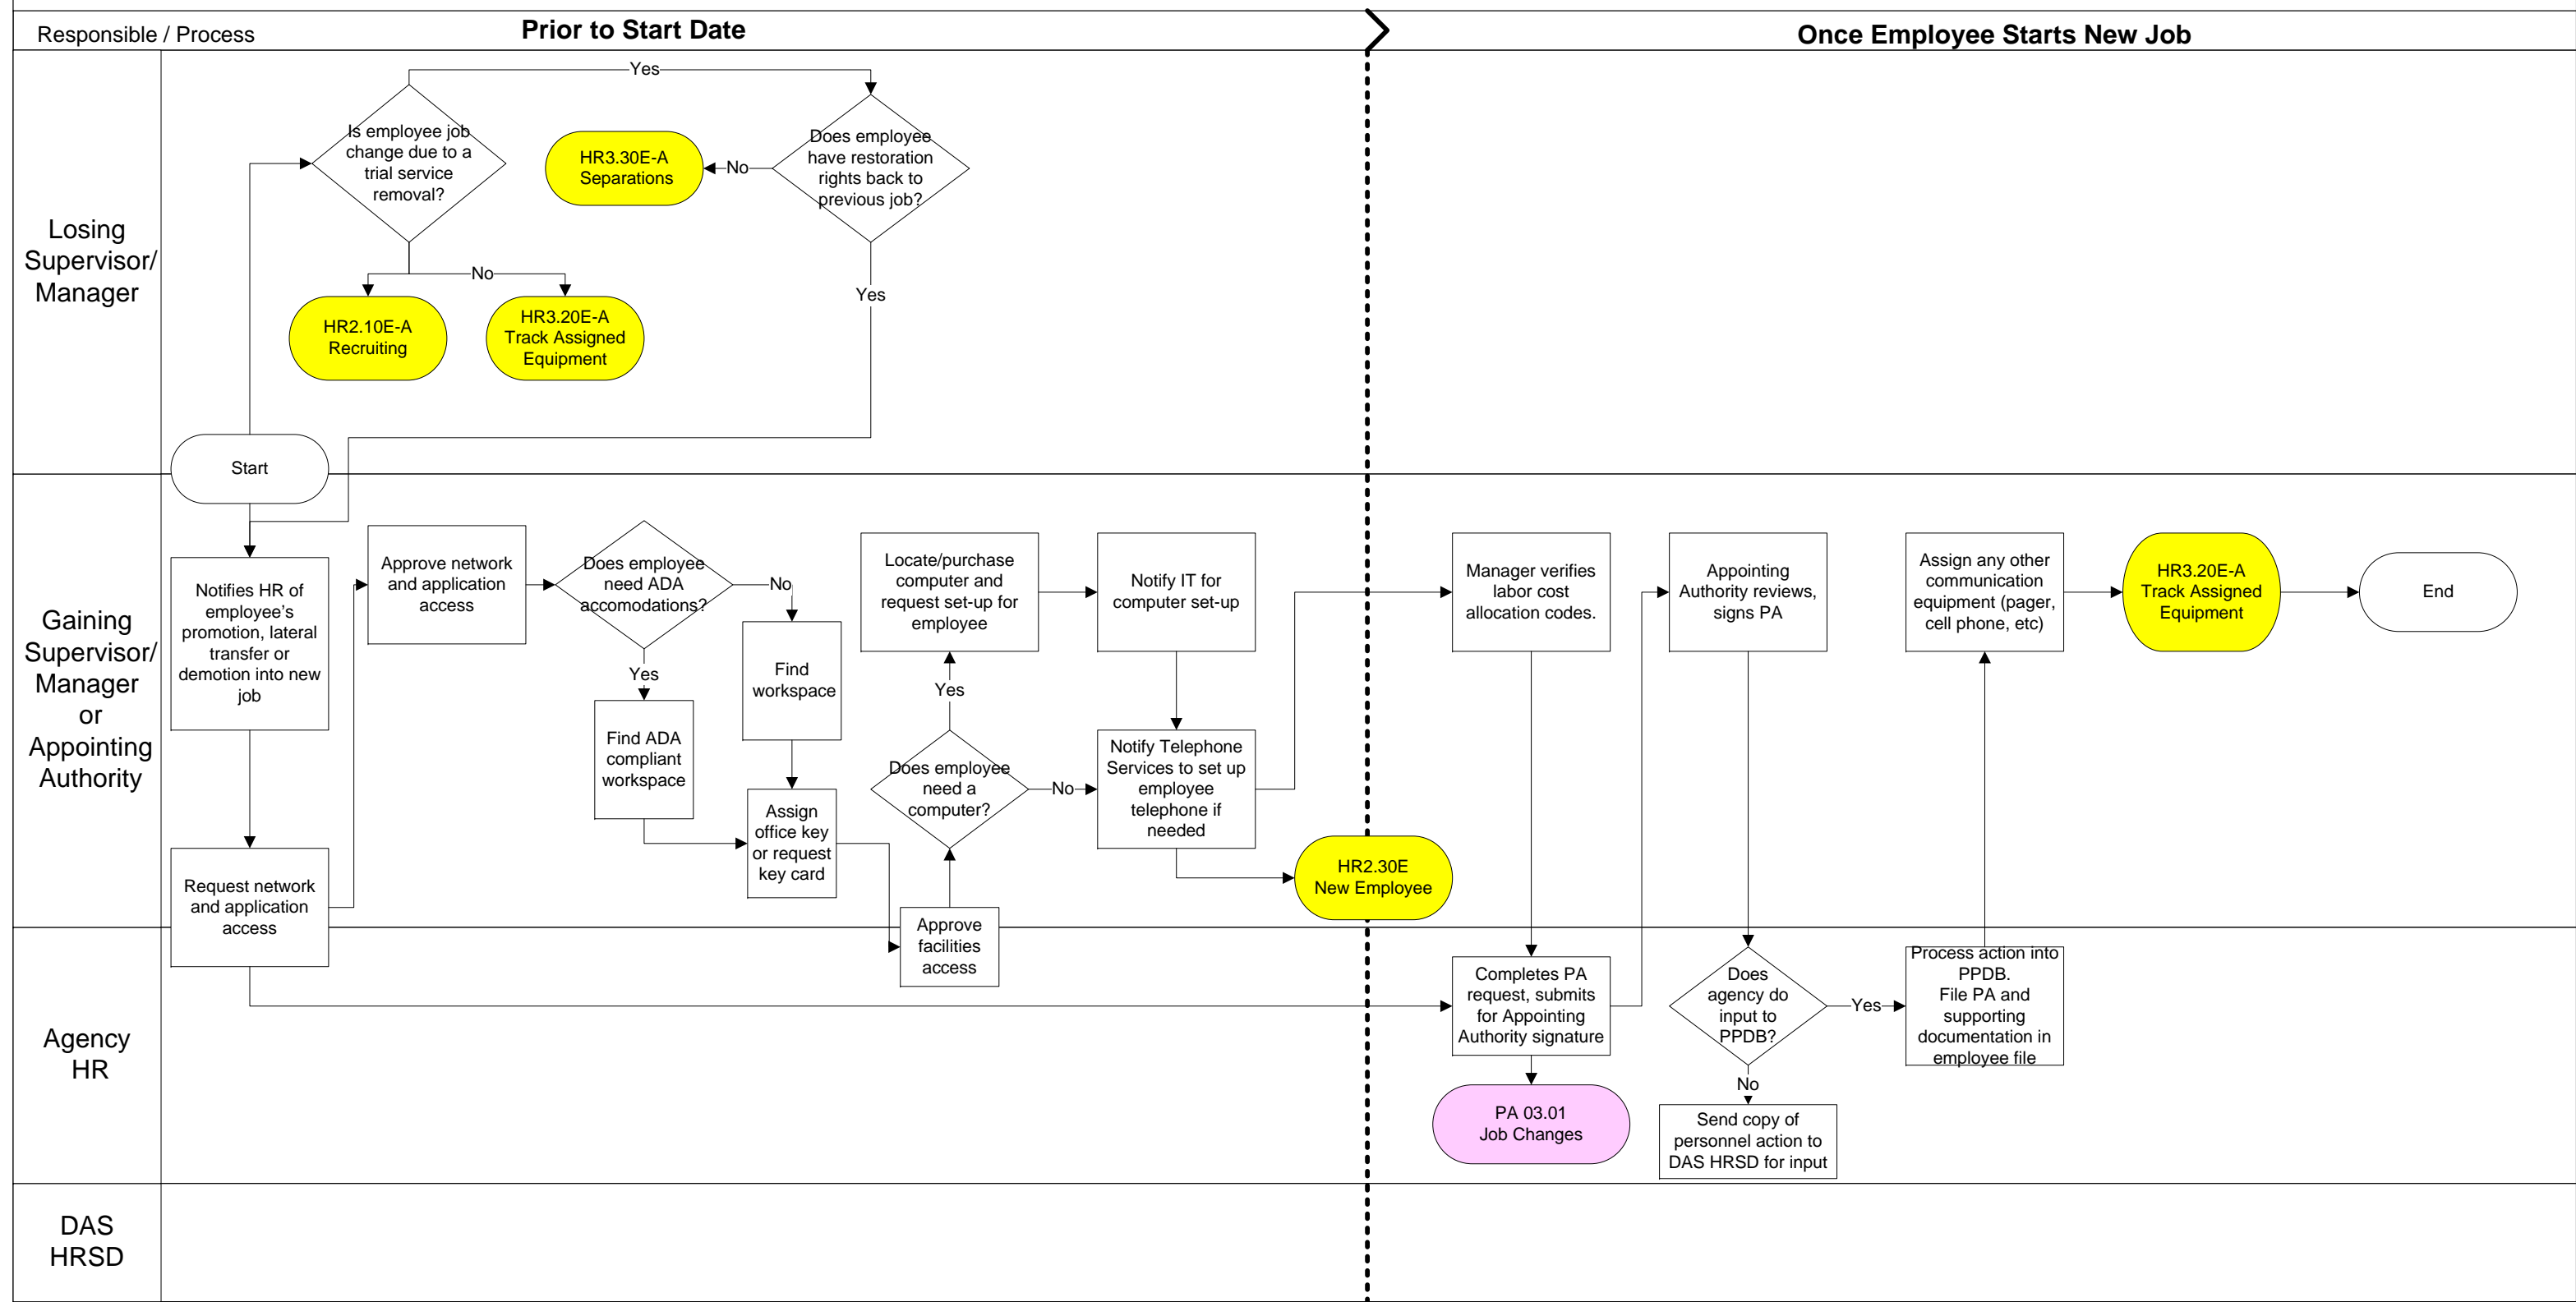 Responsible / Process
Prior to Start Date
Once Employee Starts New Job
Losing
Supervisor/
Manager
Yes
Is employee job
change due to a
trial service
removal?
HR3.30E-A
Separations
No
Does employee
have restoration
rights back to
previous job?
No
Yes
HR2.10E-A
Recruiting
HR3.20E-A
Track Assigned
Equipment
Start
Gaining
Supervisor/
Manager
or
Appointing
Authority
Notifies HR of
employee’s
promotion, lateral
transfer or
demotion into new
job
Request network
and application
access
Approve network
and application
access
Does employee
need ADA
accomodations?
No
Yes
Find ADA
compliant
workspace
Find
workspace
Assign
office key
or request
key card
Approve
facilities
access
Does employee
need a
computer?
Yes
No
Locate/purchase
computer and
request set-up for
employee
Notify IT for
computer set-up
Notify Telephone
Services to set up
employee
telephone if
needed
HR2.30E
New Employee
Manager verifies
labor cost
allocation codes.
Appointing
Authority reviews,
signs PA
Assign any other
communication
equipment (pager,
cell phone, etc)
HR3.20E-A
Track Assigned
Equipment
End
Agency
HR
Completes PA
request, submits
for Appointing
Authority signature
PA 03.01
Job Changes
Does
agency do
input to
PPDB?
Yes
No
Send copy of
personnel action to
DAS HRSD for input
Process action into
PPDB.
File PA and
supporting
documentation in
employee file
DAS
HRSD